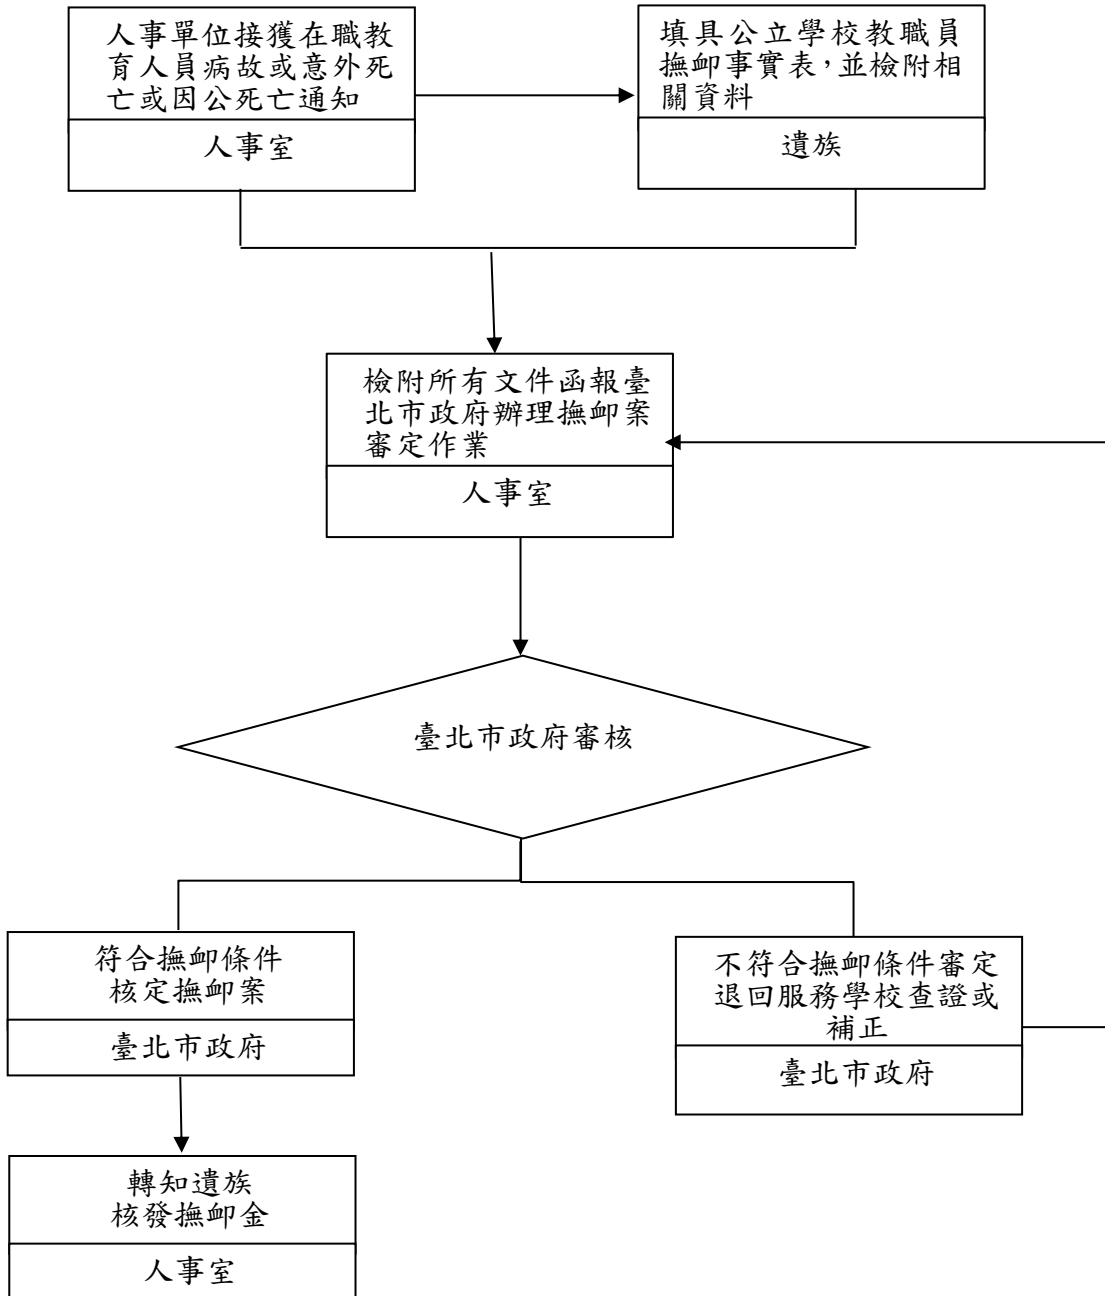 人事單位接獲在職教
育人員病故或意外死
亡或因公死亡通知
人事室
填具公立學校教職員
撫卹事實表，並檢附相
關資料
遺族
檢附所有文件函報臺
北市政府辦理撫卹案
審定作業
人事室
臺北市政府審核
符合撫卹條件
核定撫卹案
臺北市政府
不符合撫卹條件審定
退回服務學校查證或
補正
臺北市政府
轉知遺族
核發撫卹金
人事室